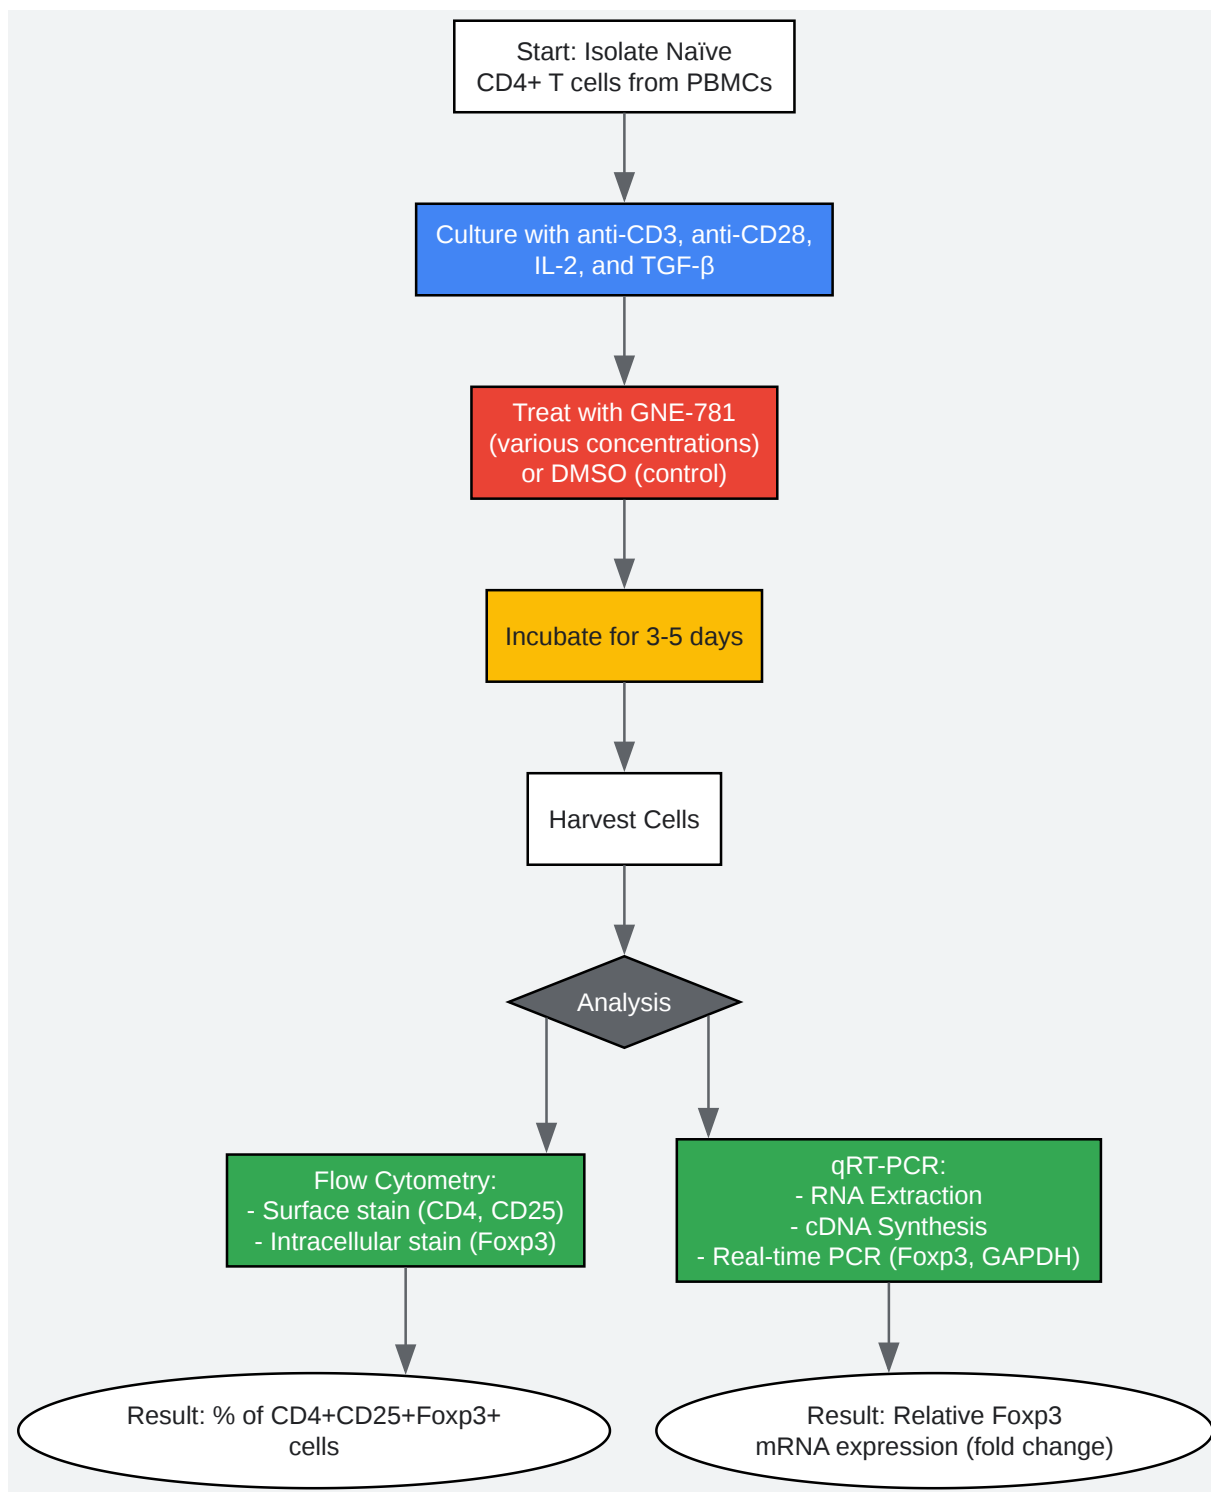 Start: Isolate Naïve
CD4+ T cells from PBMCs
Culture with anti-CD3, anti-CD28,
IL-2, and TGF-β
Treat with GNE-781
(various concentrations)
or DMSO (control)
Incubate for 3-5 days
Harvest Cells
Analysis
Flow Cytometry:
- Surface stain (CD4, CD25)
- Intracellular stain (Foxp3)
qRT-PCR:
- RNA Extraction
- cDNA Synthesis
- Real-time PCR (Foxp3, GAPDH)
Result: % of CD4+CD25+Foxp3+
cells
Result: Relative Foxp3
mRNA expression (fold change)